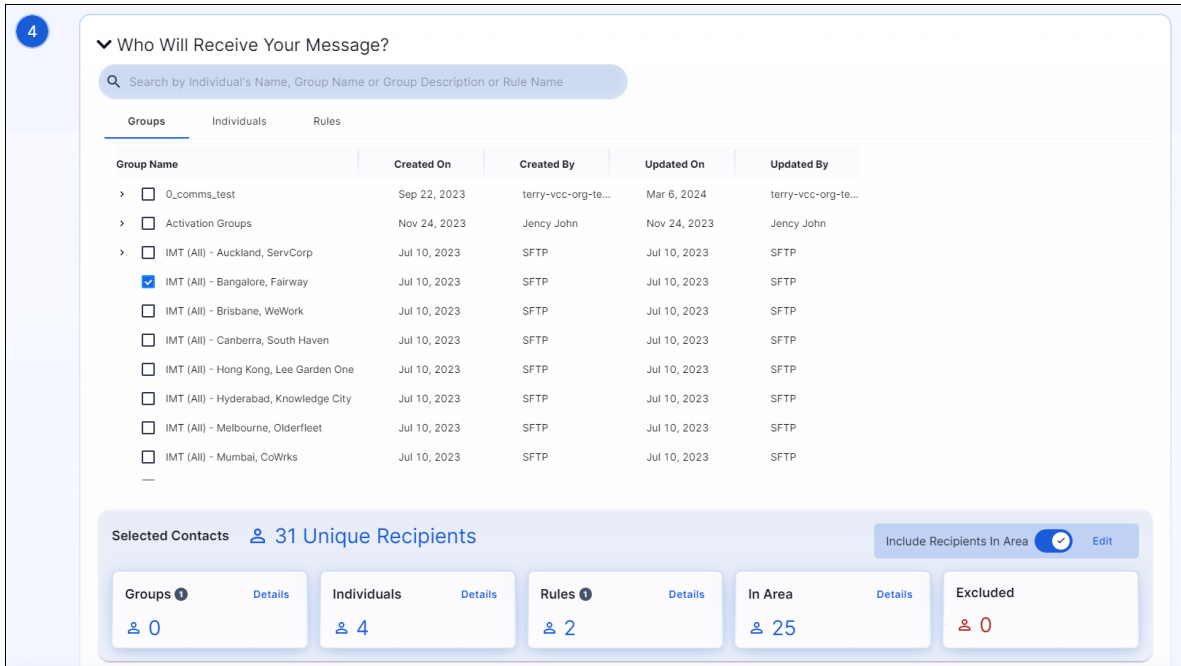 4
Who Will Receive Your Message?
Search by Individual's Name, Group Name or Group Description or Rule Name
Groups Individuals Rules
Group Name Created On Created By Updated On Updated By
0_comms_test Sep 22, 2023 terry-vcc-org-te... Mar 6, 2024 terry-vcc-org-te...
Activation Groups Nov 24, 2023 Jency John Nov 24, 2023 Jency John
IMT (All) - Auckland, ServCorp Jul 10, 2023 SFTP Jul 10, 2023 SFTP
IMT (All) - Bangalore, Fairway Jul 10, 2023 SFTP Jul 10, 2023 SFTP
IMT (All) - Brisbane, WeWork Jul 10, 2023 SFTP Jul 10, 2023 SFTP
IMT (All) - Canberra, South Haven Jul 10, 2023 SFTP Jul 10, 2023 SFTP
IMT (All) - Hong Kong, Lee Garden One Jul 10, 2023 SFTP Jul 10, 2023 SFTP
IMT (All) - Hyderabad, Knowledge City Jul 10, 2023 SFTP Jul 10, 2023 SFTP
IMT (All) - Melbourne, Olderfleet Jul 10, 2023 SFTP Jul 10, 2023 SFTP
IMT (All) - Mumbai, CoWrks Jul 10, 2023 SFTP Jul 10, 2023 SFTP
Selected Contacts 31 Unique Recipients Include Recipients In Area Edit
Groups 1 Details Individuals Details Rules 1 Details In Area Details Excluded
0 4 2 25 0